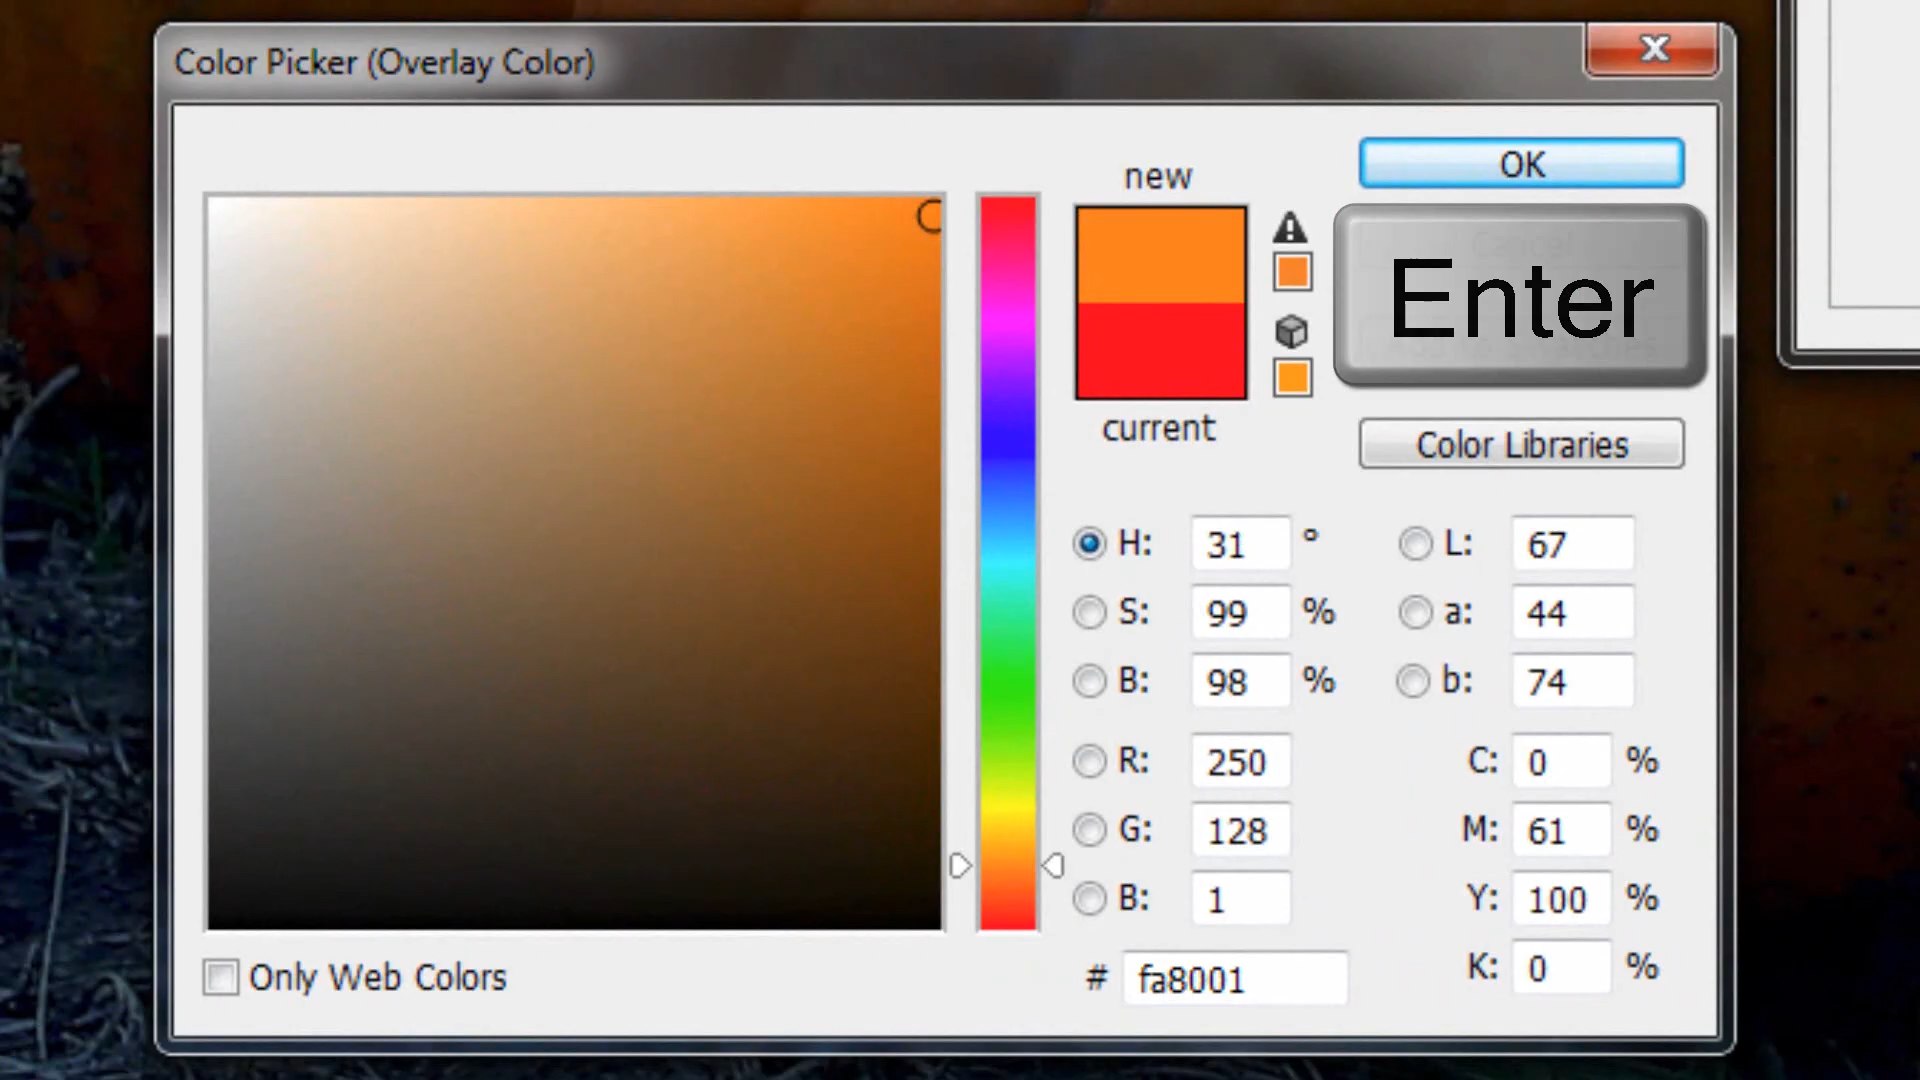 Color Picker (Overlay Color)
new
OK
Enter
current
Color Libraries
H: 31 °
L: 67
S: 99 %
a: 44
B: 98 %
b: 74
R: 250
C: 0 %
G: 128
M: 61 %
B: 1
Y: 100 %
# fa8001
K: 0 %
Only Web Colors